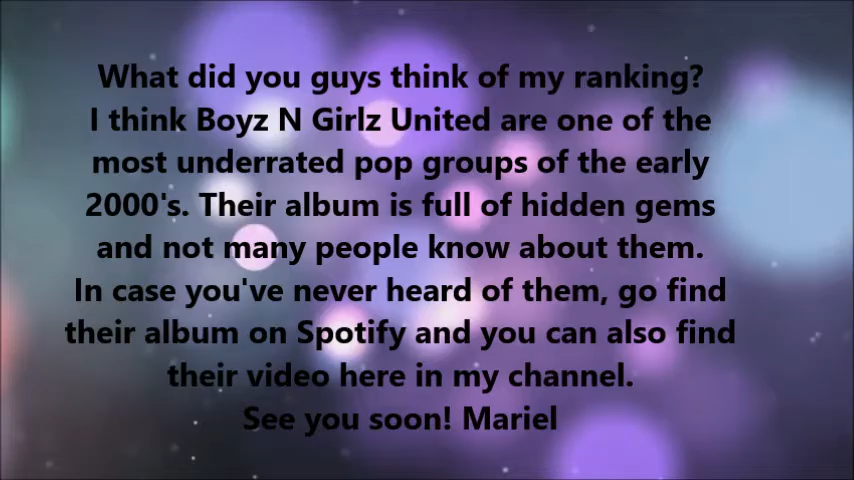 What did you guys think of my ranking?
I think Boyz N Girlz United are one of the
most underrated pop groups of the early
2000's. Their album is full of hidden gems
and not many people know about them.
In case you've never heard of them, go find
their album on Spotify and you can also find
their video here in my channel.
See you soon! Mariel